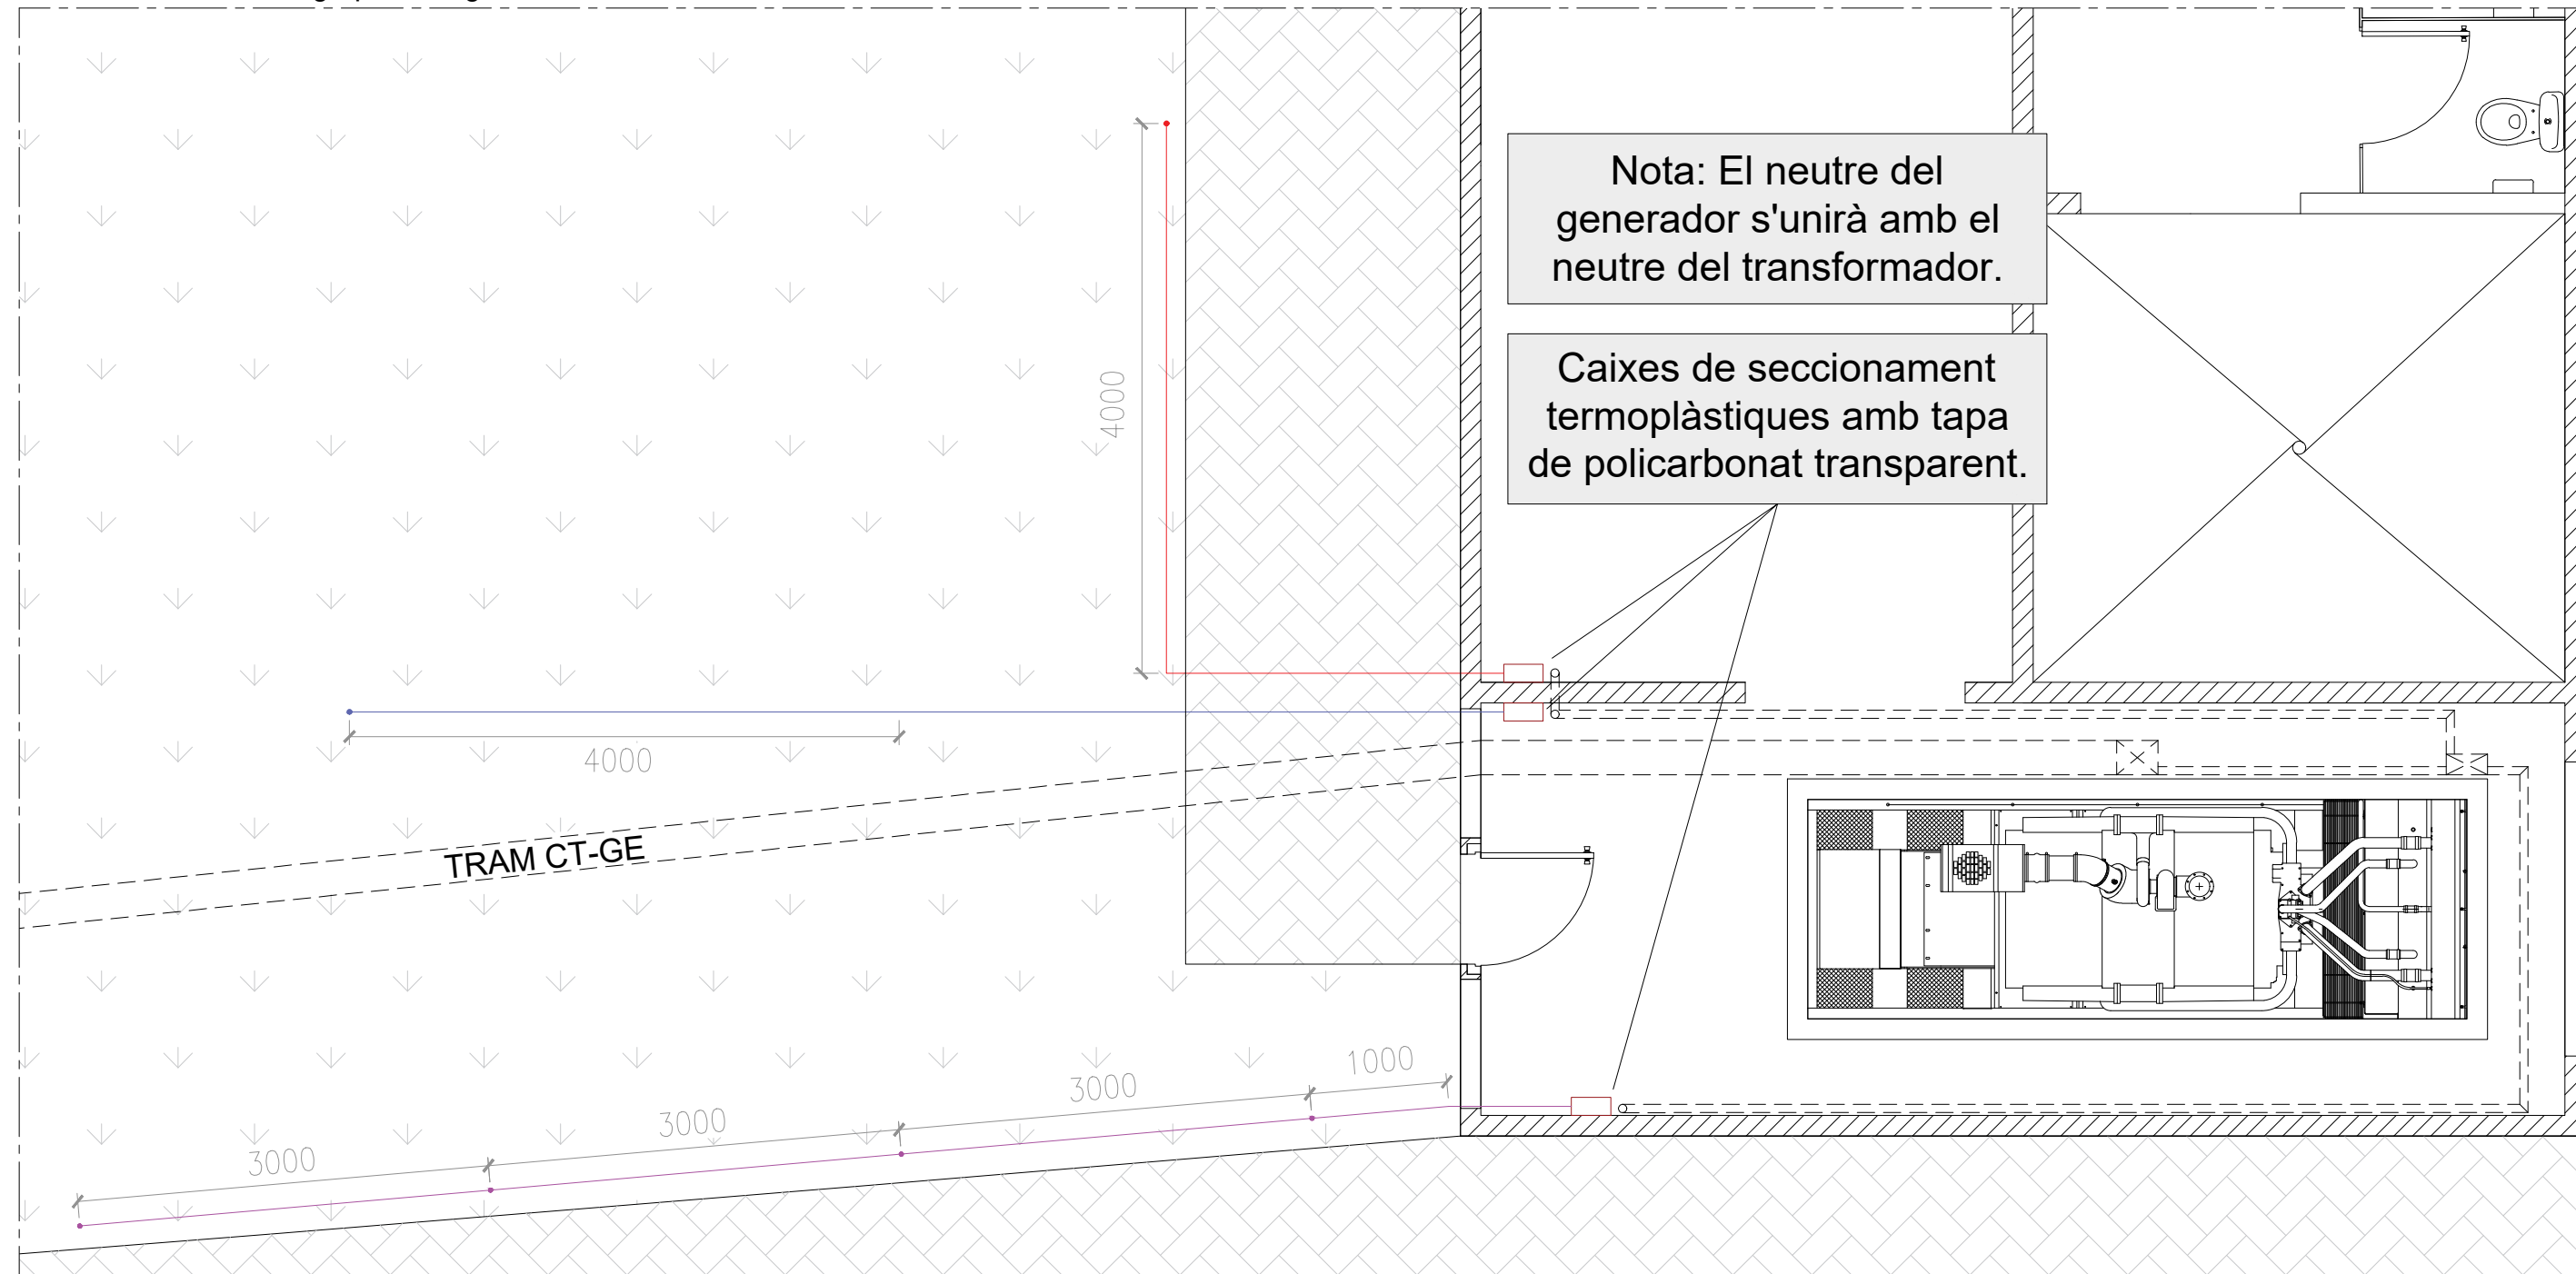 Nota: El neutre del
generador s'unirà amb el
neutre del transformador.
Caixes de seccionament
termoplàstiques amb tapa
de policarbonat transparent.
4000
4000
TRAM CT-GE
1000
3000
3000
3000